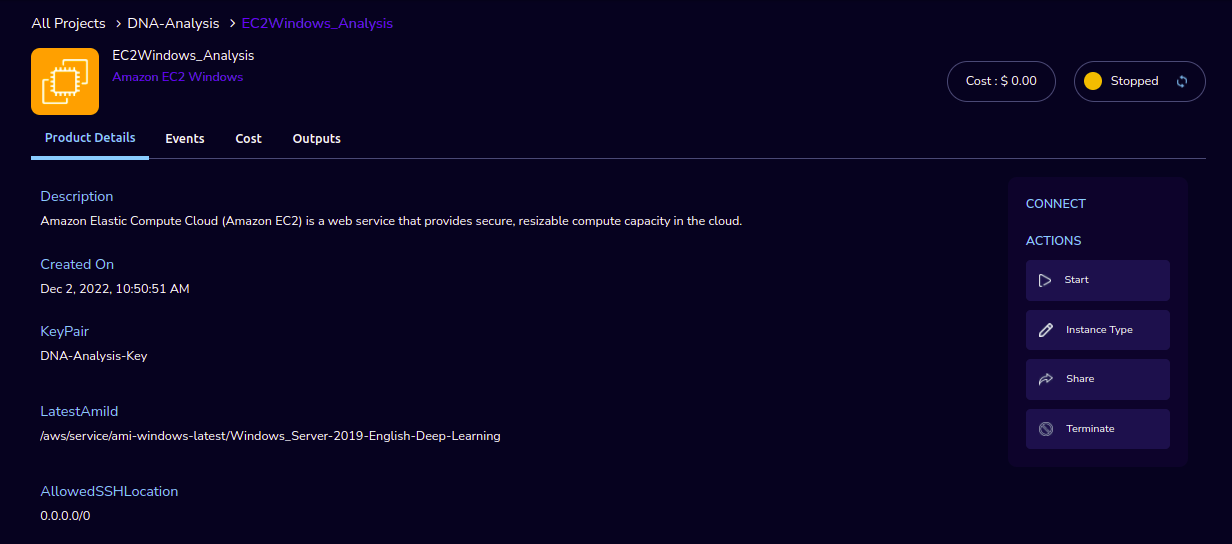 All Projects > DNA-Analysis > EC2Windows_Analysis
EC2Windows_Analysis
Amazon EC2 Windows
Cost : $ 0.00
Stopped
Product Details Events Cost Outputs
Description
Amazon Elastic Compute Cloud (Amazon EC2) is a web service that provides secure, resizable compute capacity in the cloud.
Created On
Dec 2, 2022, 10:50:51 AM
KeyPair
DNA-Analysis-Key
LatestAmiId
/aws/service/ami-windows-latest/Windows_Server-2019-English-Deep-Learning
AllowedSSHLocation
0.0.0.0/0
CONNECT
ACTIONS
Start
Instance Type
Share
Terminate